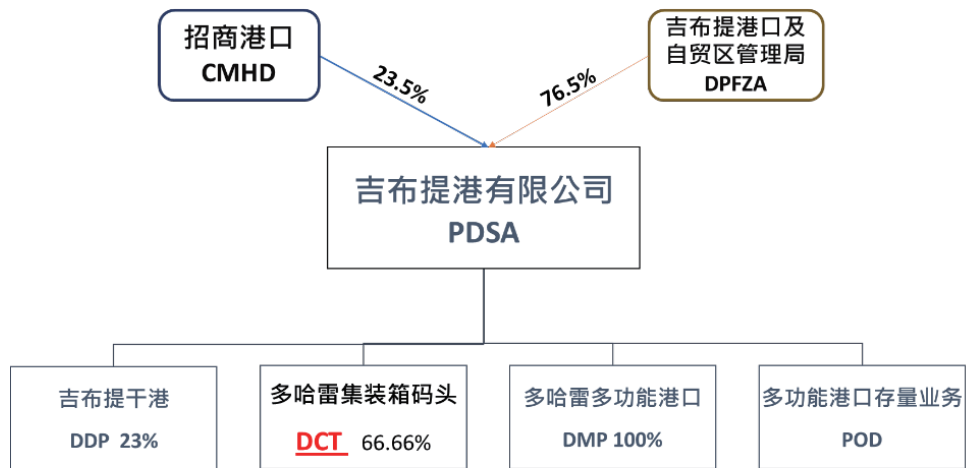 招商港口
CMHD
吉布提港口及
自贸区管理局
DPFZA
23.5%
76.5%
吉布提港有限公司
PDSA
吉布提干港
DDP 23%
多哈雷集装箱码头
DCT 66.66%
多哈雷多功能港口
DMP 100%
多功能港口存量业务
POD